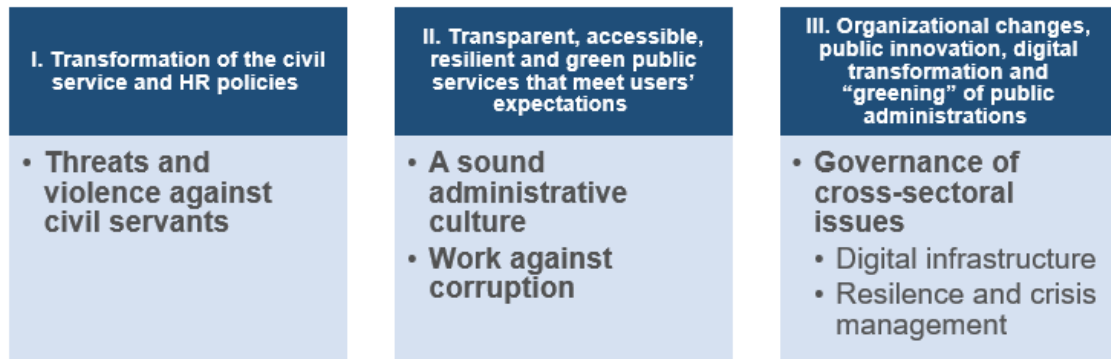 I. Transformation of the civil
service and HR policies
• Threats and
violence against
civil servants
II. Transparent, accessible,
resilient and green public
services that meet users’
expectations
• A sound
administrative
culture
• Work against
corruption
III. Organizational changes,
public innovation, digital
transformation and
“greening” of public
administrations
• Governance of
cross-sectoral
issues
• Digital infrastructure
• Resilence and crisis
management